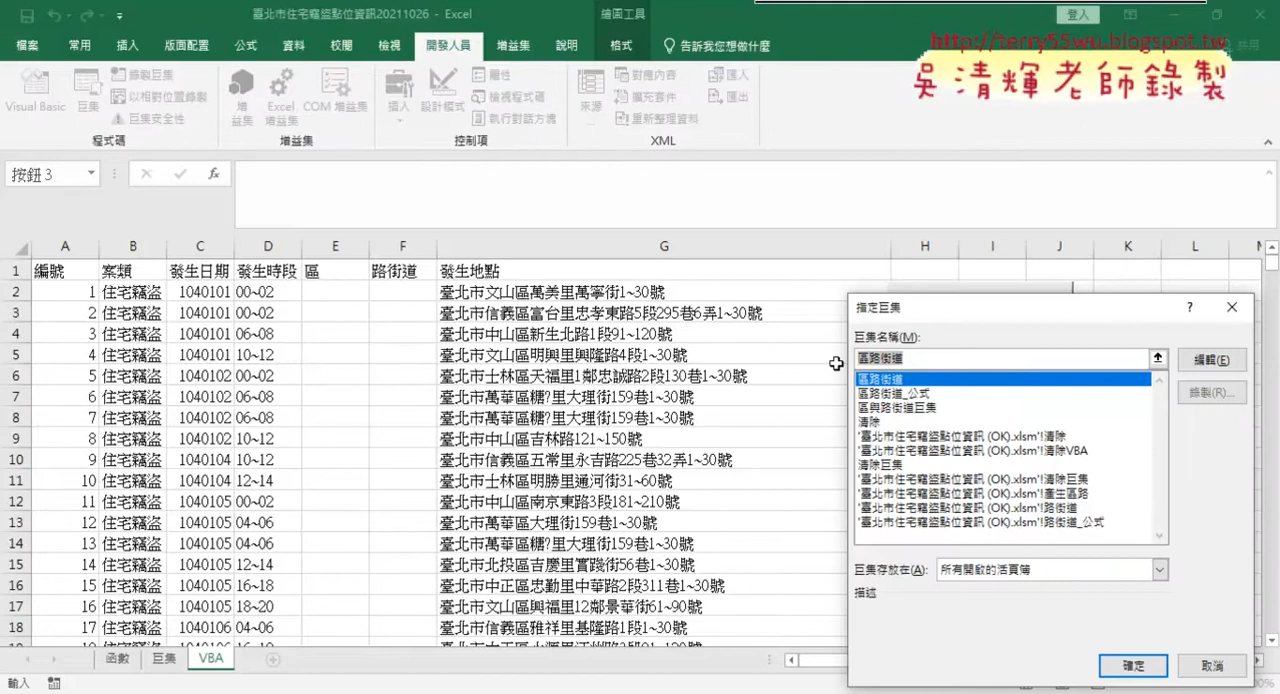 臺北市住宅竊盜點位資訊20211026 - Excel
繪圖工具
登入
檔案 常用 插入 版面配置 公式 資料 校閱 檢視 開發人員 增益集 說明 格式 告訴我您想做什麼 共用
http://terry55wu.blogspot.tw
吳清輝老師錄製
Visual Basic 巨集 錄製巨集 以相對位置錄製 巨集安全性
增益集 Excel 增益集 COM 增益集
插入 設計模式 屬性 檢視程式碼 執行對話方塊
來源 對應內容 擴充套件 重新整理資料 匯入 匯出
程式碼 增益集 控制項 XML
按鈕 3 fx
A B C D E F G H I J K L
1 編號 案類 發生日期 發生時段 區 路街道 發生地點
2 1 住宅竊盜 1040101 00~02 臺北市文山區萬美里萬寧街1~30號
3 2 住宅竊盜 1040101 00~02 臺北市信義區富台里忠孝東路5段295巷6弄1~30號
4 3 住宅竊盜 1040101 06~08 臺北市中山區新生北路1段91~120號
5 4 住宅竊盜 1040101 10~12 臺北市文山區明興里興隆路4段1~30號
6 5 住宅竊盜 1040102 00~02 臺北市士林區天福里1鄰忠誠路2段130巷1~30號
7 6 住宅竊盜 1040102 06~08 臺北市萬華區糖?里大理街159巷1~30號
8 7 住宅竊盜 1040102 06~08 臺北市萬華區糖?里大理街159巷1~30號
9 8 住宅竊盜 1040102 10~12 臺北市中山區吉林路121~150號
10 9 住宅竊盜 1040104 10~12 臺北市信義區五常里永吉路225巷32弄1~30號
11 10 住宅竊盜 1040104 12~14 臺北市士林區明勝里通河街31~60號
12 11 住宅竊盜 1040105 00~02 臺北市中山區南京東路3段181~210號
13 12 住宅竊盜 1040105 04~06 臺北市萬華區大理街159巷1~30號
14 13 住宅竊盜 1040105 04~06 臺北市萬華區糖?里大理街159巷1~30號
15 14 住宅竊盜 1040105 12~14 臺北市北投區吉慶里實踐街56巷1~30號
16 15 住宅竊盜 1040105 16~18 臺北市中正區忠勤里中華路2段311巷1~30號
17 16 住宅竊盜 1040105 18~20 臺北市文山區興福里12鄰景華街61~90號
18 17 住宅竊盜 1040106 04~06 臺北市信義區雅祥里基隆路1段1~30號
函數 巨集 VBA
輸入
指定巨集 ?
巨集名稱(M):
區路街道
編輯(E)
區路街道
區路街道_公式
錄製(R)...
區與路街道巨集
清除
'臺北市住宅竊盜點位資訊 (OK).xlsm'!清除
'臺北市住宅竊盜點位資訊 (OK).xlsm'!清除VBA
清除巨集
'臺北市住宅竊盜點位資訊 (OK).xlsm'!清除巨集
'臺北市住宅竊盜點位資訊 (OK).xlsm'!產生區路
'臺北市住宅竊盜點位資訊 (OK).xlsm'!路街道
'臺北市住宅竊盜點位資訊 (OK).xlsm'!路街道_公式
巨集存放在(A): 所有開啟的活頁簿
描述
確定 取消